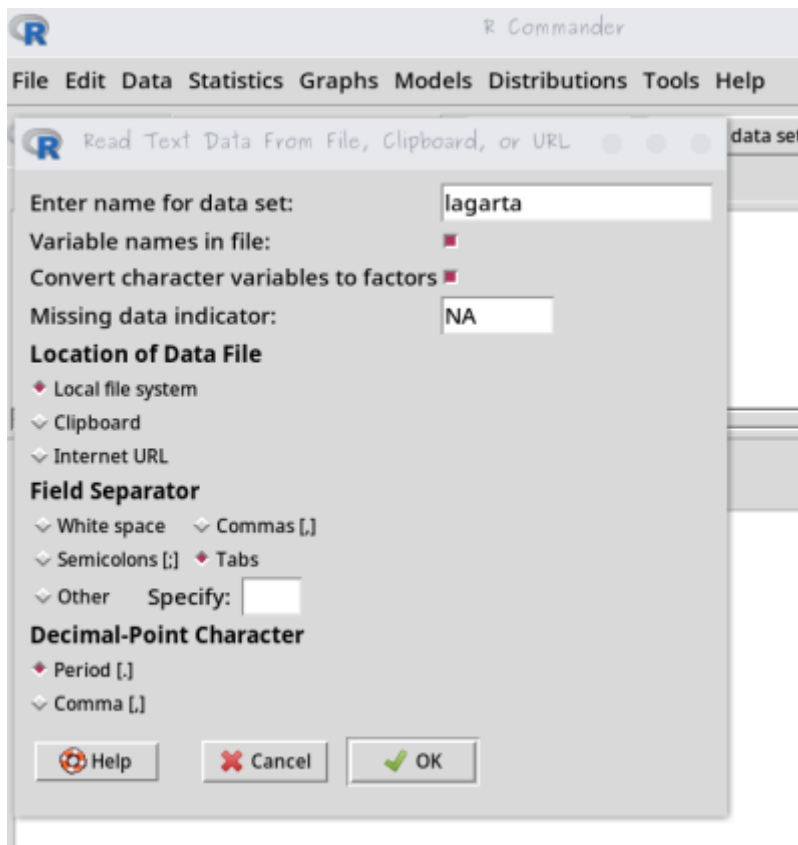 R Commander
File Edit Data Statistics Graphs Models Distributions Tools Help
Read Text Data From File, Clipboard, or URL
data set
Enter name for data set: lagarta
Variable names in file:
Convert character variables to factors
Missing data indicator: NA
Location of Data File
Local file system
Clipboard
Internet URL
Field Separator
White space Commas [,]
Semicolons [;] Tabs
Other Specify:
Decimal-Point Character
Period [.]
Comma [,]
Help Cancel OK